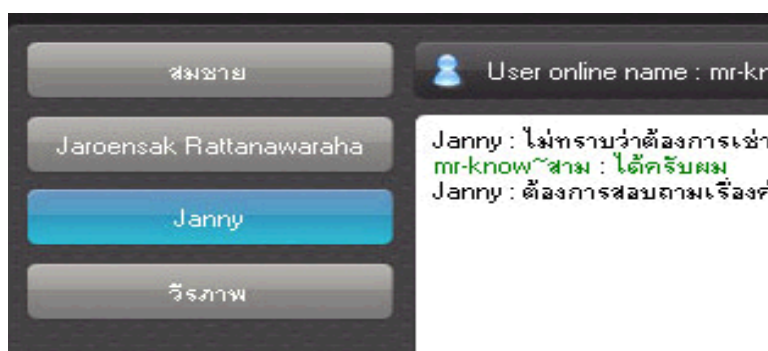 สมชาย
Jaroensak Rattanawaraha
Janny
วีรภาพ
User online name : mr-kn
Janny : ไม่ทราบว่าต้องการเช่า
mr-know~สาม : ได้ครับผม
Janny : ต้องการสอบถามเรื่อง